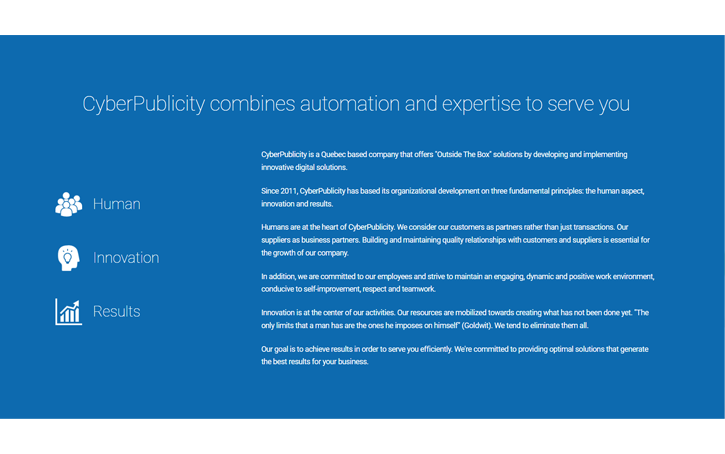 CyberPublicity combines automation and expertise to serve you
Human
Innovation
Results
CyberPublicity is a Quebec based company that offers "Outside The Box" solutions by developing and implementing
innovative digital solutions.
Since 2011, CyberPublicity has based its organizational development on three fundamental principles: the human aspect,
innovation and results.
Humans are at the heart of CyberPublicity. We consider our customers as partners rather than just transactions. Our
suppliers as business partners. Building and maintaining quality relationships with customers and suppliers is essential for
the growth of our company.
In addition, we are committed to our employees and strive to maintain an engaging, dynamic and positive work environment,
conducive to self-improvement, respect and teamwork.
Innovation is at the center of our activities. Our resources are mobilized towards creating what has not been done yet. "The
only limits that a man has are the ones he imposes on himself" (Goldwit). We tend to eliminate them all.
Our goal is to achieve results in order to serve you efficiently. We're committed to providing optimal solutions that generate
the best results for your business.